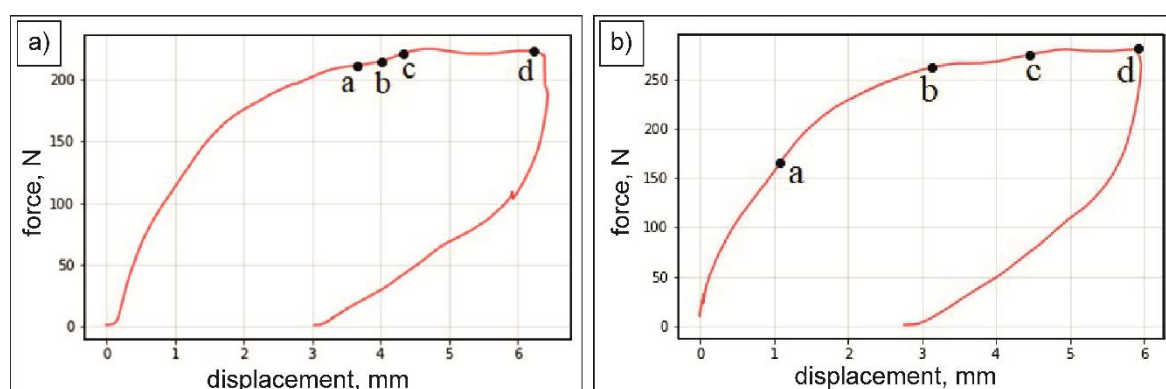 a)
force, N
200
150
100
50
0
a
b
c
d
0 1 2 3 4 5 6
displacement, mm
b)
force, N
250
200
150
100
50
0
a
b
c
d
0 1 2 3 4 5 6
displacement, mm